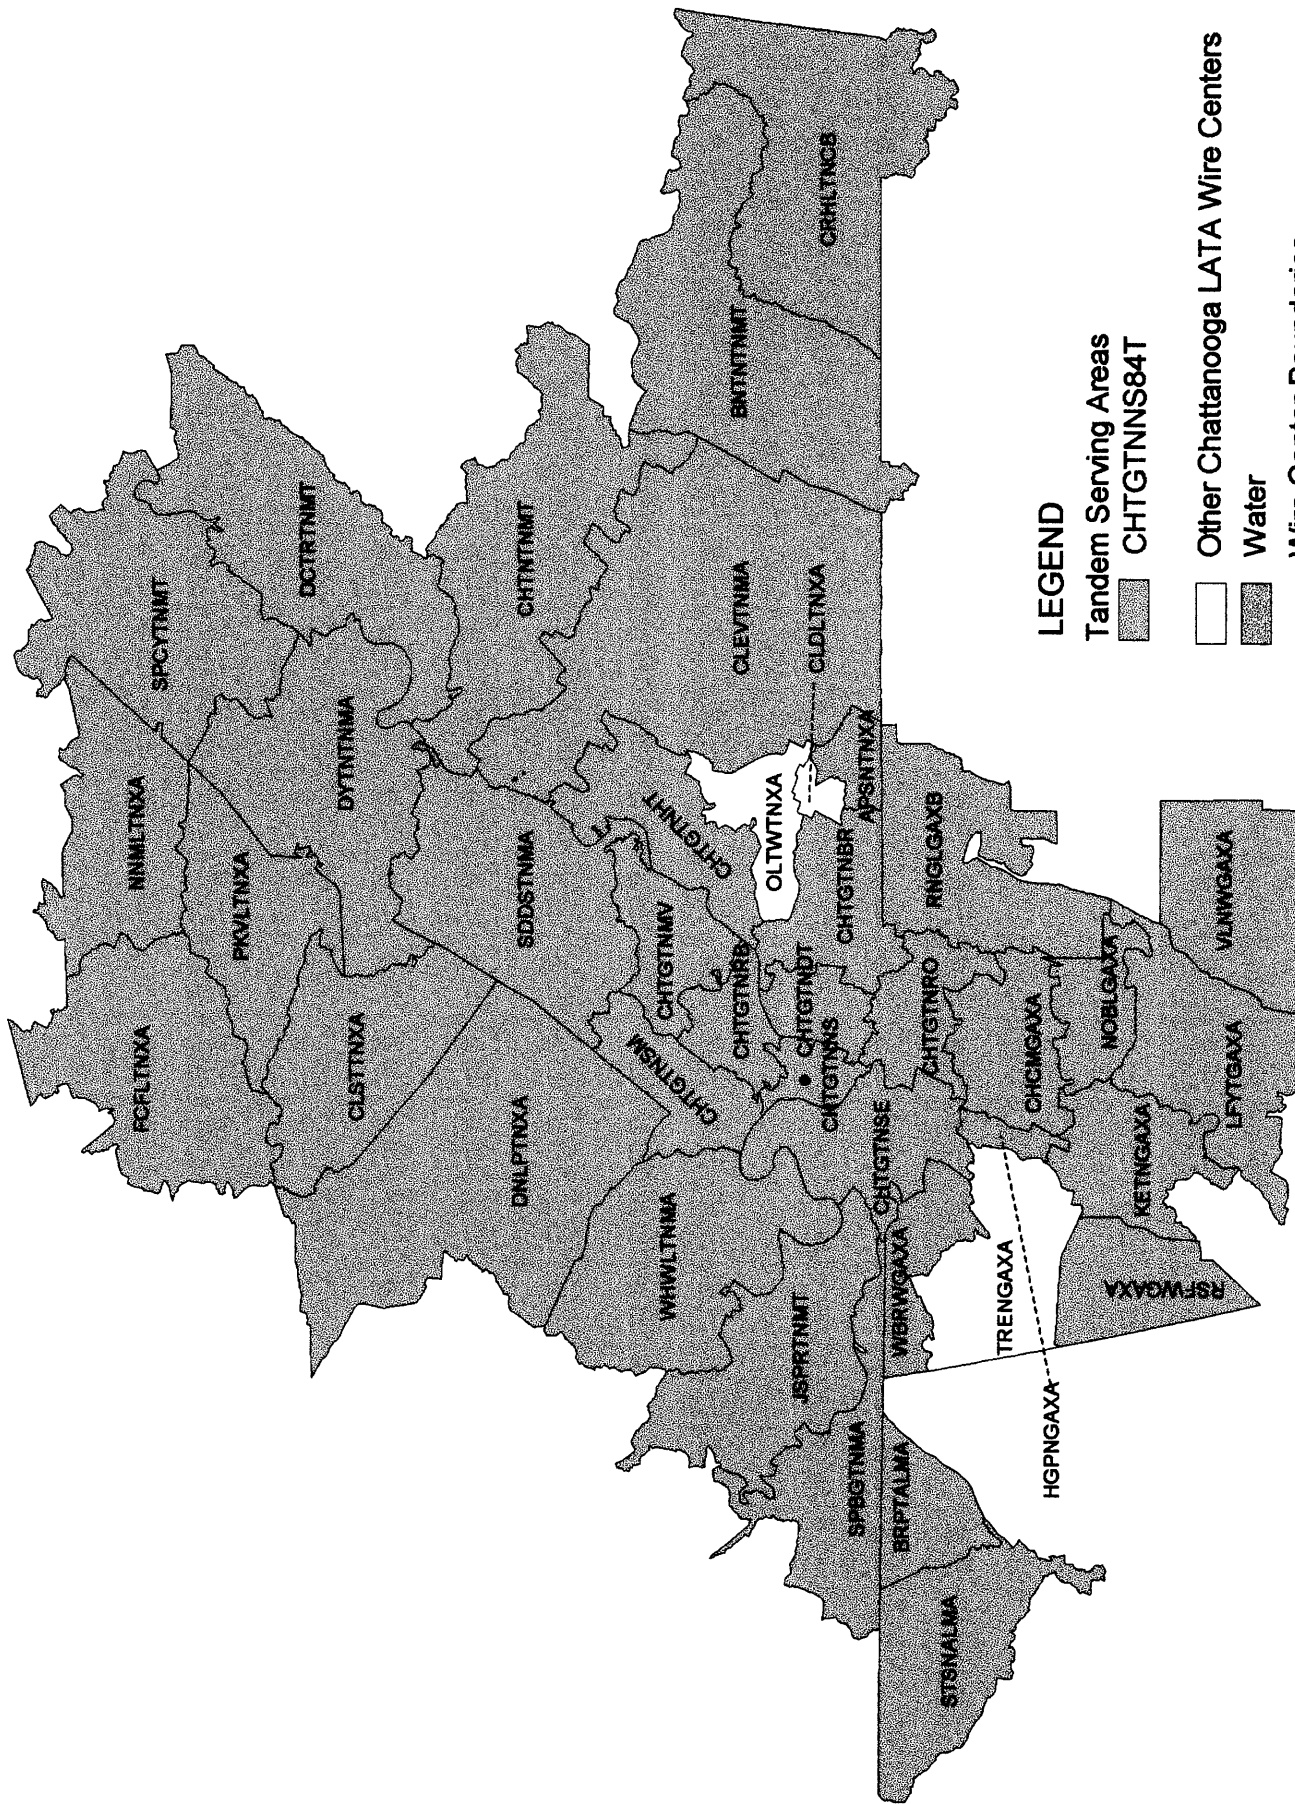 FCFLTNXA
NNMLTNXA
SPCYTNMT
PKVLTNXA
DCTRTNMT
CLSTTNXA
DYTNTNMA
DNLPTNXA
SDDSTNMA
CHTNTNMT
WHWLTNMA
CHTGTNSM
CHTGTNMV
CHTGTNHT
CHTGTNRB
CLEVTNMA
BNTNTNMT
CRHLTNCB
OLTWTNXA
CLDLTNXA
JSPRTNMT
CHTGTNNS
CHTGTNDT
CHTGTNBR
APSNTNXA
SPBGTNMA
CHTGTNSE
BRPTALMA
WBRWGAXA
CHTGTNRO
RNGLGAXB
STSNALMA
TRENGAXA
CHCMGAXA
HGPNGAXA
NOBLGAXA
KETNGAXA
RSFWGAXA
LFYTGAXA
VLNWGAXA
LEGEND
Tandem Serving Areas
CHTGTNNS84T
Other Chattanooga LATA Wire Centers
Water